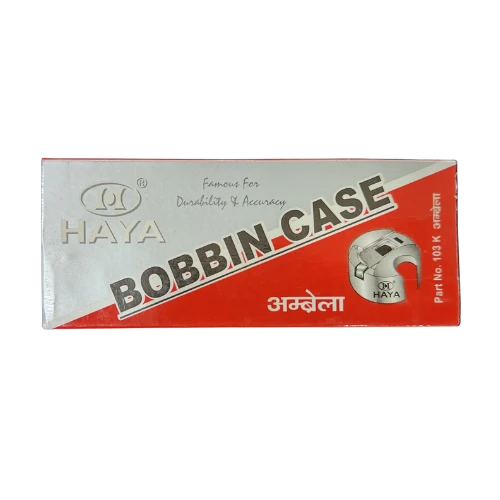 HAYA ®
Famous For
Durability & Accuracy
BOBBIN CASE
अम्ब्रेला
HAYA
Part No. 103 K अम्ब्रेला